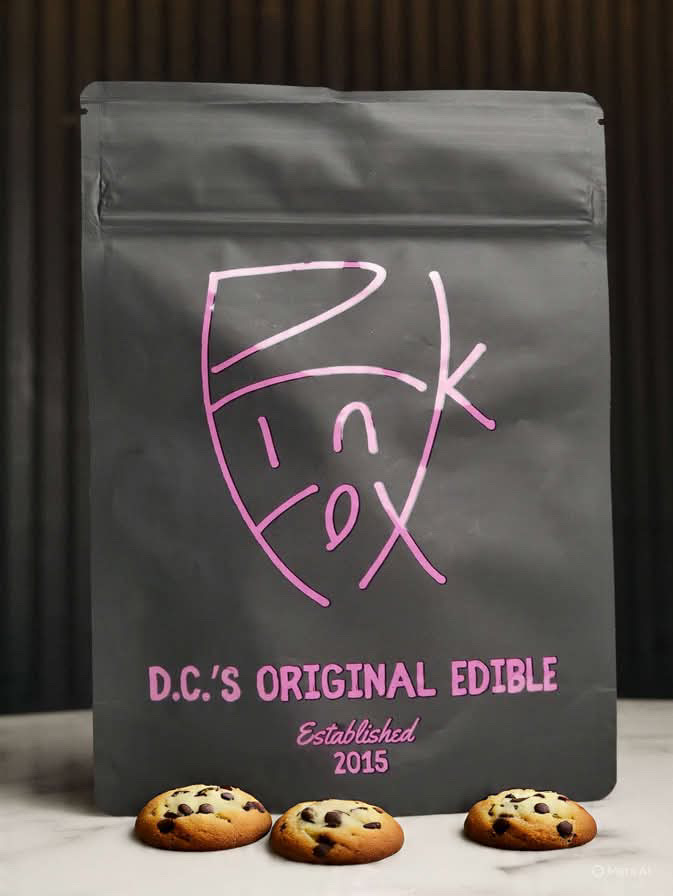 Pink
Fox
D.C.'S ORIGINAL EDIBLE
Established
2015
Meta AI